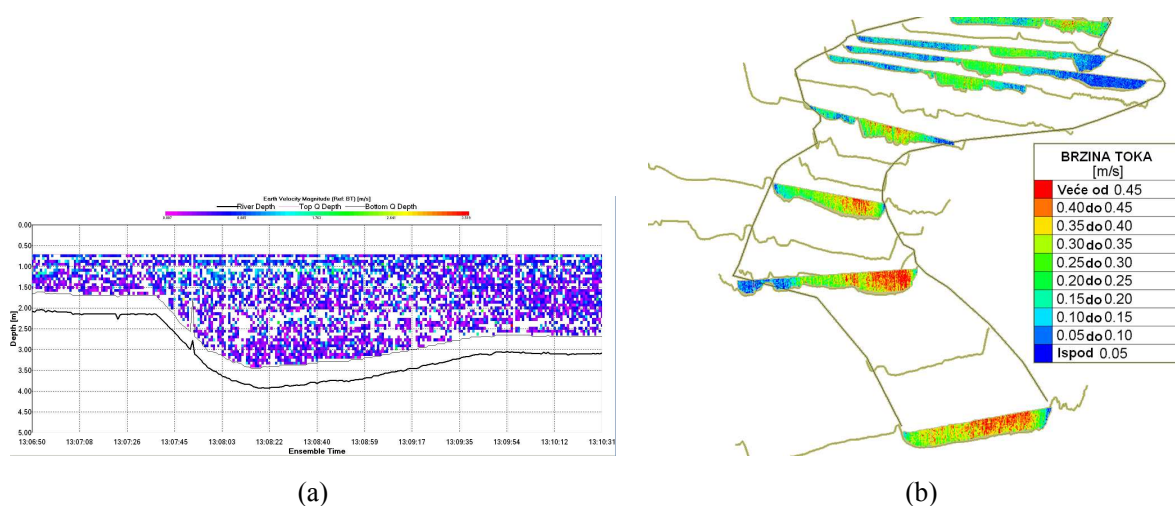 Earth Velocity Magnitude (Ref: BT) [m/s]
River Depth Top Q Depth Bottom Q Depth
Depth [m]
0.00
0.50
1.00
1.50
2.00
2.50
3.00
3.50
4.00
4.50
5.00
13:06:50 13:07:08 13:07:26 13:07:45 13:08:03 13:08:22 13:08:40 13:08:59 13:09:17 13:09:35 13:09:54 13:10:12 13:10:31
Ensemble Time
(a)
BRZINA TOKA
[m/s]
Veće od 0.45
0.40 do 0.45
0.35 do 0.40
0.30 do 0.35
0.25 do 0.30
0.20 do 0.25
0.15 do 0.20
0.10 do 0.15
0.05 do 0.10
Ispod 0.05
(b)